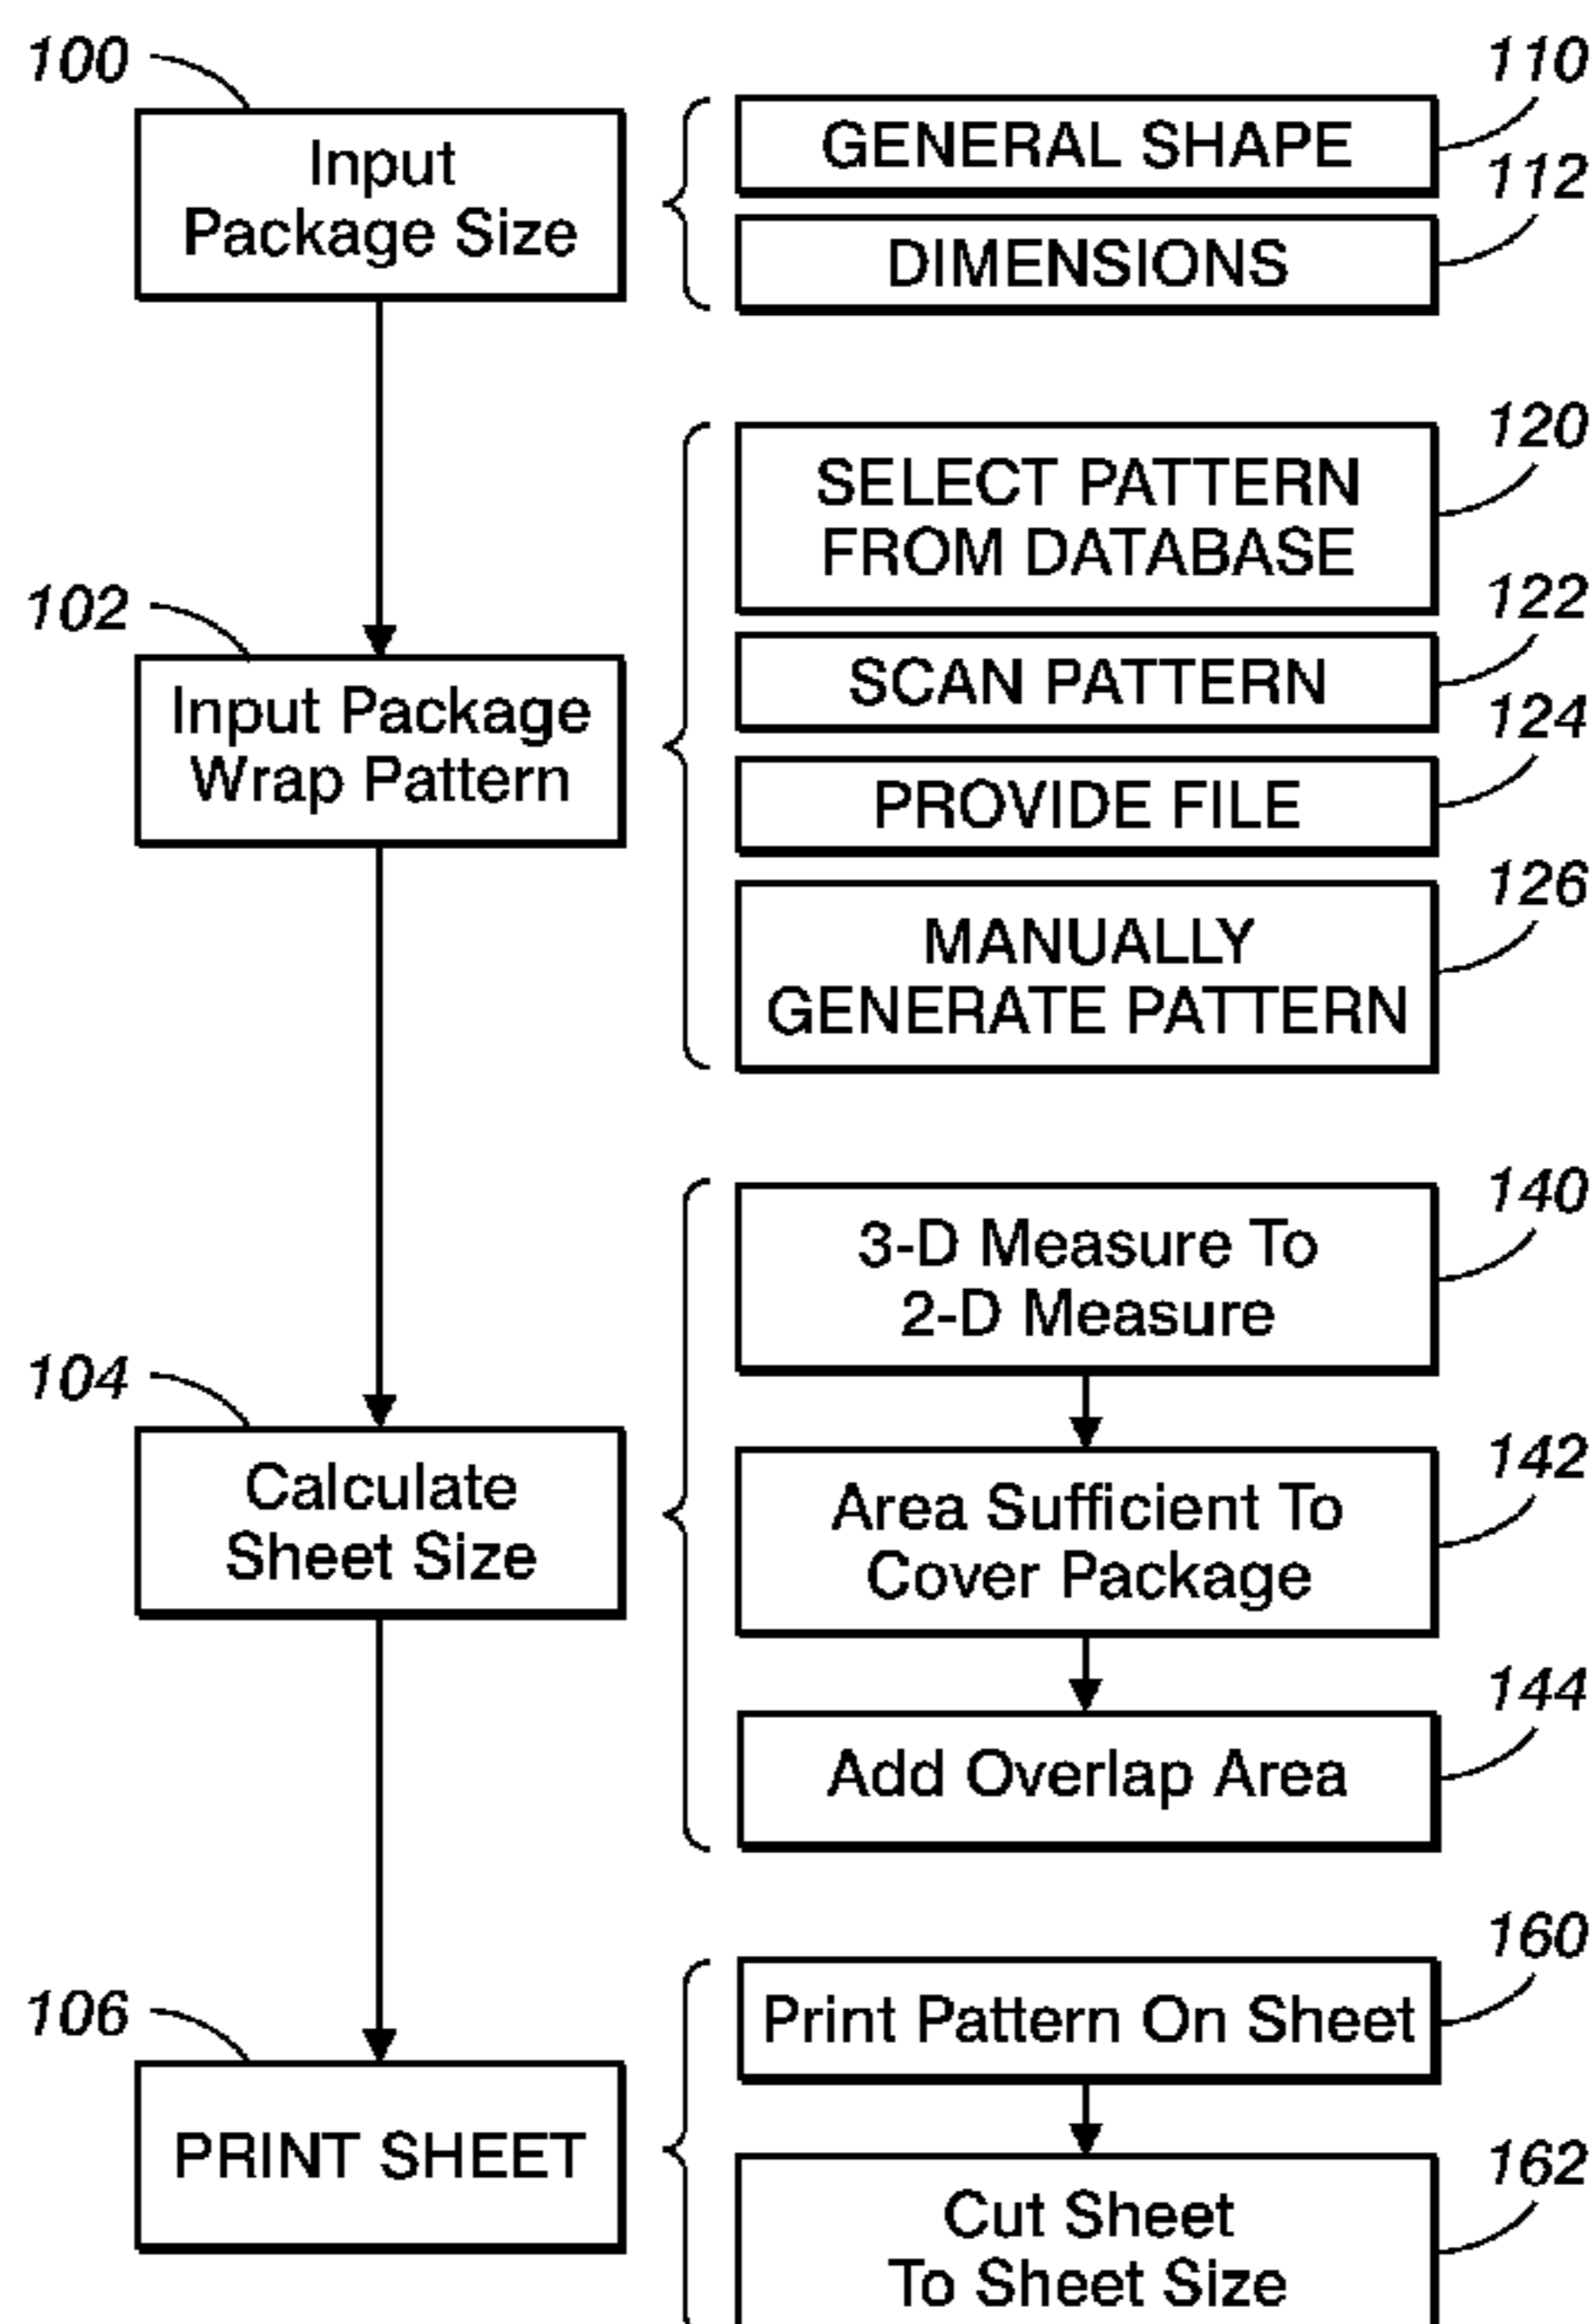 100
Input
Package Size
GENERAL SHAPE
110
DIMENSIONS
112
102
Input Package
Wrap Pattern
SELECT PATTERN
FROM DATABASE
120
SCAN PATTERN
122
PROVIDE FILE
124
MANUALLY
GENERATE PATTERN
126
104
Calculate
Sheet Size
3-D Measure To
2-D Measure
140
Area Sufficient To
Cover Package
142
Add Overlap Area
144
106
PRINT SHEET
Print Pattern On Sheet
160
Cut Sheet
To Sheet Size
162